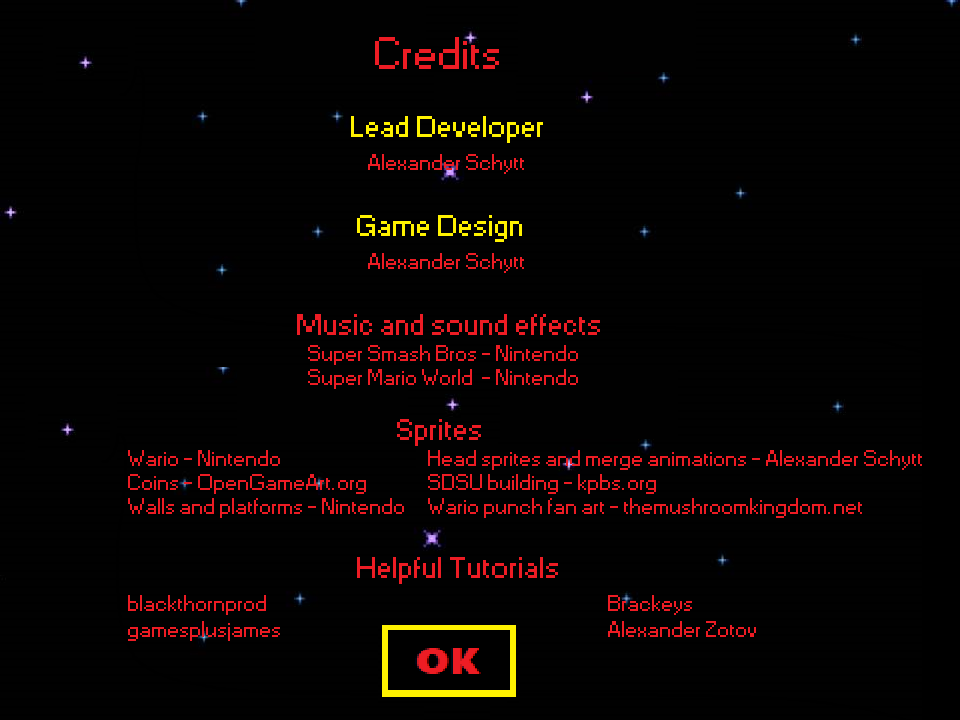 Credits
Lead Developer
Alexander Schytt
Game Design
Alexander Schytt
Music and sound effects
Super Smash Bros - Nintendo
Super Mario World - Nintendo
Sprites
Wario - Nintendo
Coins - OpenGameArt.org
Walls and platforms - Nintendo
Head sprites and merge animations - Alexander Schytt
SDSU building - kpbs.org
Wario punch fan art - themushroomkingdom.net
Helpful Tutorials
blackthornprod
gamesplusjames
Brackeys
Alexander Zotov
OK